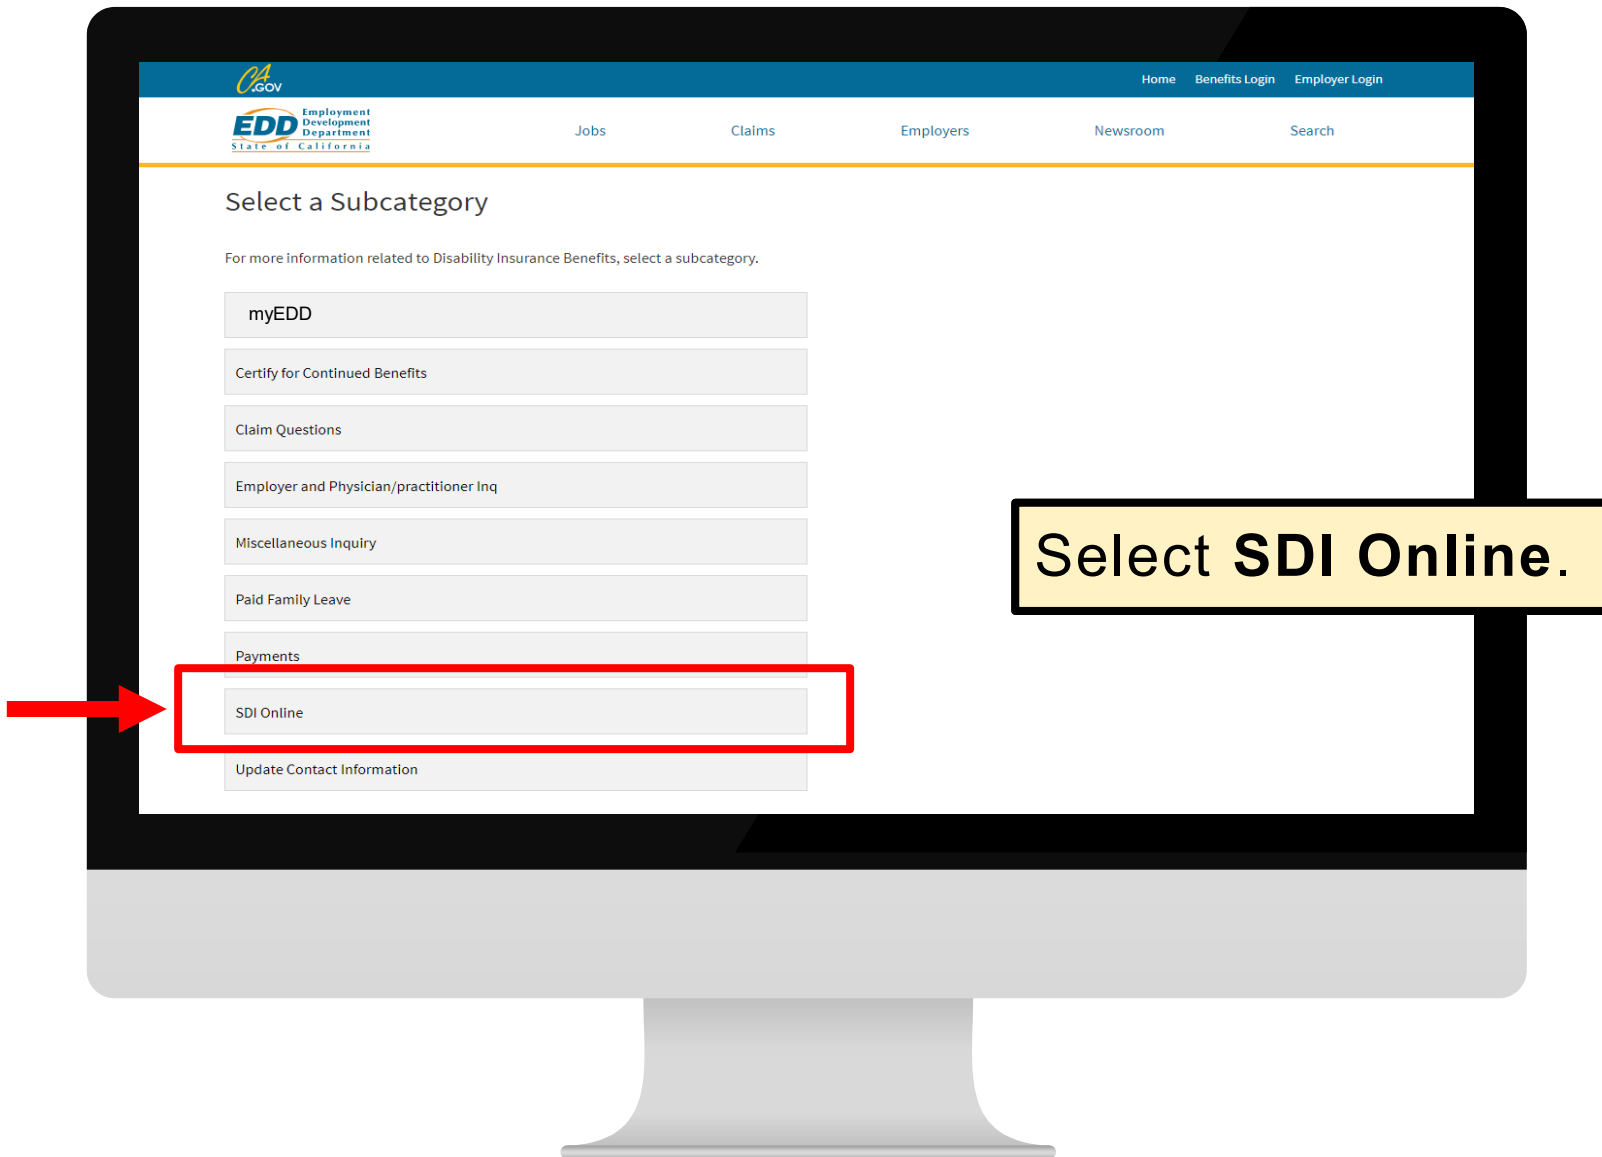 CA
.GOV
Home Benefits Login Employer Login
EDD Employment
Development
Department
State of California
Jobs Claims Employers Newsroom Search
Select a Subcategory
For more information related to Disability Insurance Benefits, select a subcategory.
myEDD
Certify for Continued Benefits
Claim Questions
Employer and Physician/practitioner Inq
Miscellaneous Inquiry
Paid Family Leave
Payments
SDI Online
Update Contact Information
Select SDI Online.